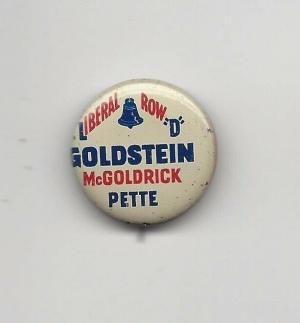 LIBERAL ROW "D"
GOLDSTEIN
McGOLDRICK
PETTE